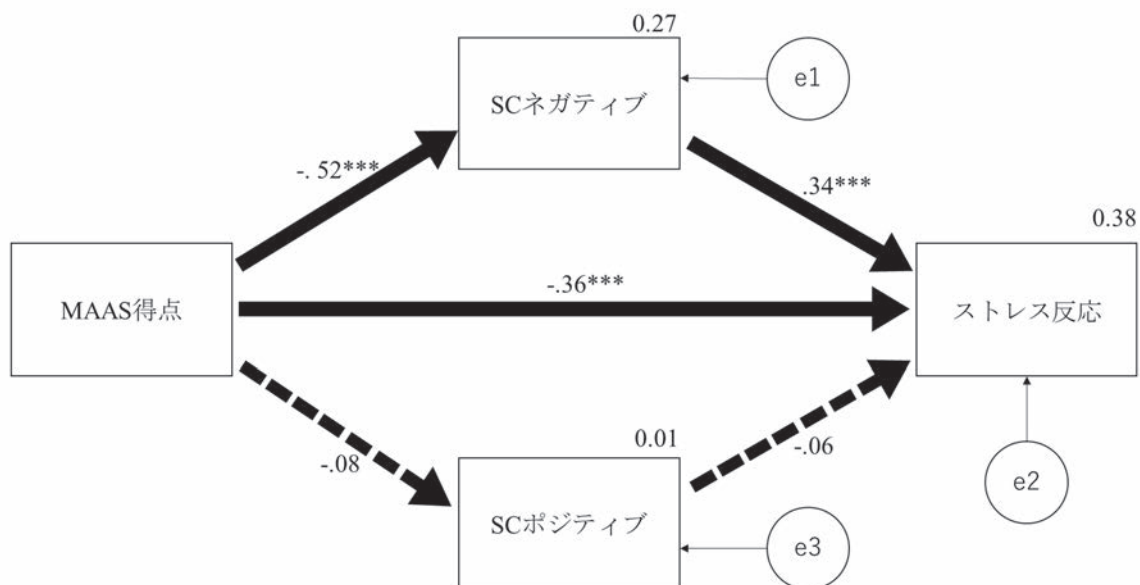 0.27
e1
SCネガティブ
-. 52***
.34***
0.38
MAAS得点
-.36***
ストレス反応
0.01
-.08
-.06
e2
SCポジティブ
e3